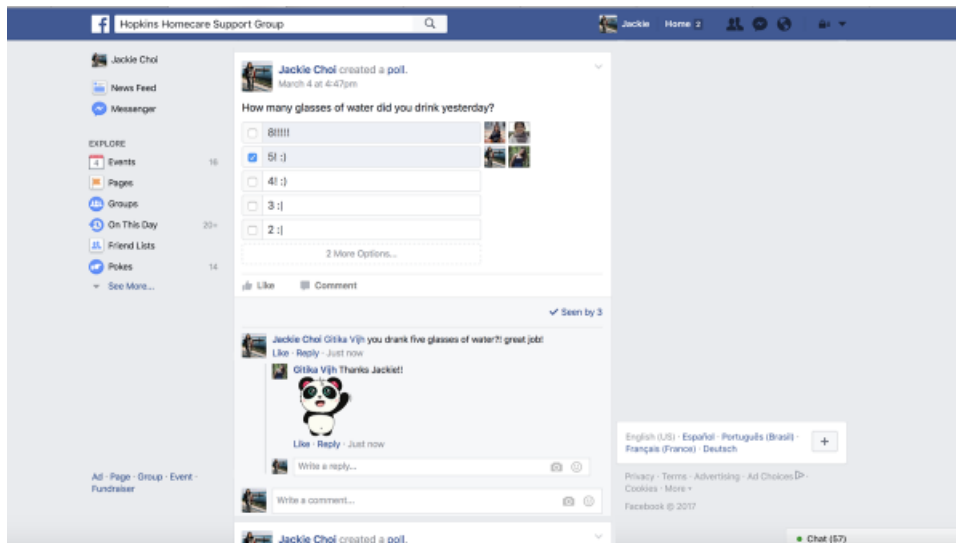 f Hopkins Homecare Support Group
Jackie Home 2
Jackie Choi
News Feed
Messenger
EXPLORE
4 Events 16
Pages
Groups
On This Day 20+
Friend Lists
Pokes 14
See More...
Ad · Page · Group · Event ·
Fundraiser
Jackie Choi created a poll.
March 4 at 4:47pm
How many glasses of water did you drink yesterday?
8!!!!!
5! :)
4! :)
3 :|
2 :|
2 More Options...
Like Comment
Seen by 3
Jackie Choi Gitika Vijh you drank five glasses of water?! great job!
Like · Reply · Just now
Gitika Vijh Thanks Jackie!!
Like · Reply · Just now
Write a reply...
Write a comment...
Jackie Choi created a poll.
English (US) · Español · Português (Brasil) ·
Français (France) · Deutsch
+
Privacy · Terms · Advertising · Ad Choices ·
Cookies · More
Facebook © 2017
Chat (57)